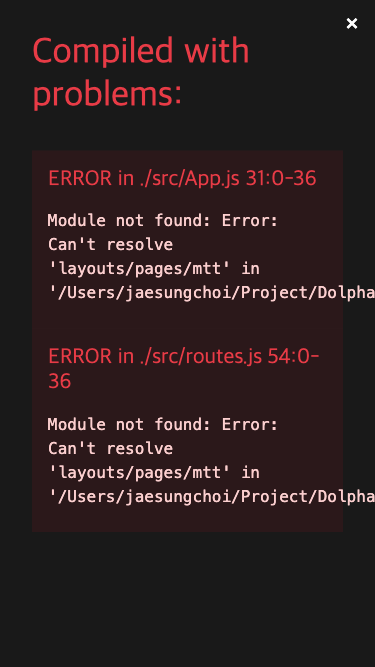 ×
Compiled with
problems:
ERROR in ./src/App.js 31:0-36
Module not found: Error:
Can't resolve
'layouts/pages/mtt' in
'/Users/jaesungchoi/Project/Dolpha
ERROR in ./src/routes.js 54:0-
36
Module not found: Error:
Can't resolve
'layouts/pages/mtt' in
'/Users/jaesungchoi/Project/Dolpha